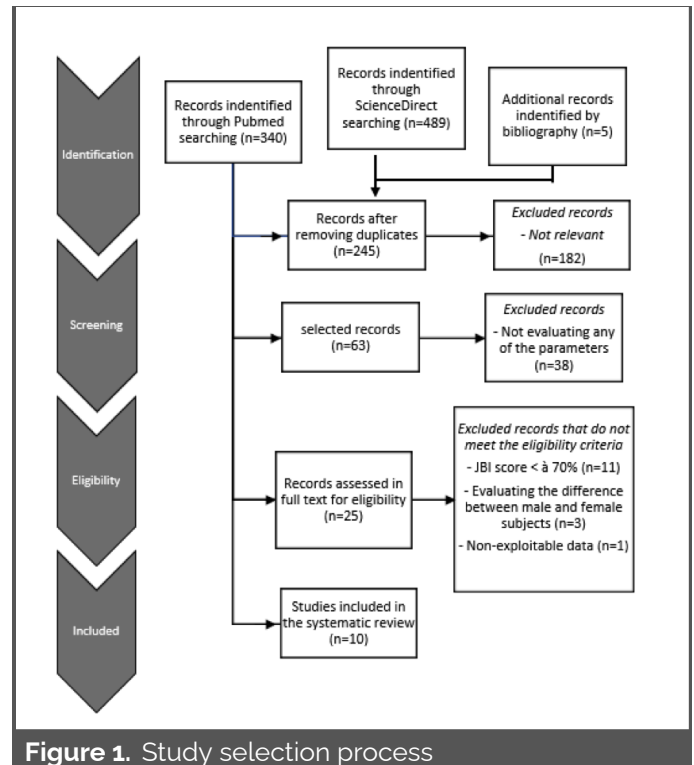 Identification
Records indentified
through Pubmed
searching (n=340)
Records indentified
through
ScienceDirect
searching (n=489)
Additional records
indentified by
bibliography (n=5)
Records after
removing duplicates
(n=245)
Excluded records
- Not relevant
(n=182)
Screening
selected records
(n=63)
Excluded records
- Not evaluating any
of the parameters
(n=38)
Eligibility
Records assessed in
full text for eligibility
(n=25)
Excluded records that do not
meet the eligibility criteria
- JBI score < à 70% (n=11)
- Evaluating the difference
between male and female
subjects (n=3)
- Non-exploitable data (n=1)
Included
Studies included in
the systematic review
(n=10)
Figure 1. Study selection process